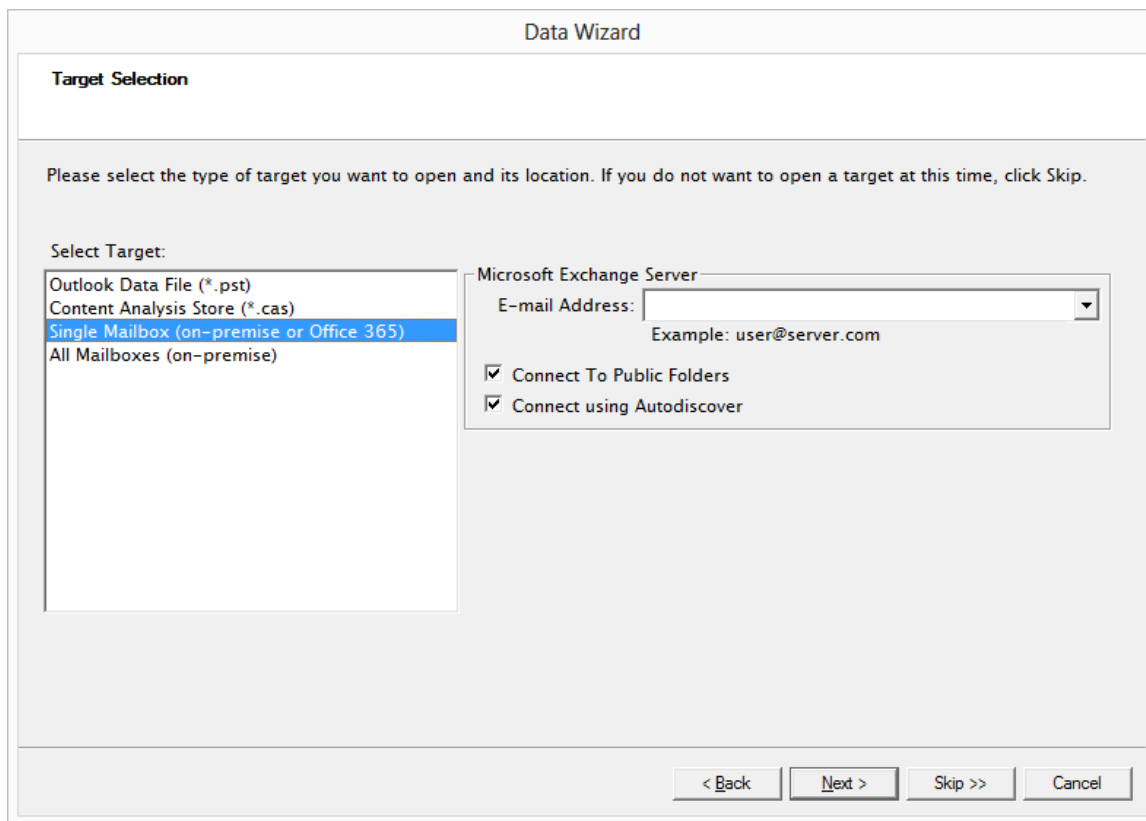 Data Wizard
Target Selection
Please select the type of target you want to open and its location. If you do not want to open a target at this time, click Skip.
Select Target:
Outlook Data File (*.pst)
Content Analysis Store (*.cas)
Single Mailbox (on-premise or Office 365)
All Mailboxes (on-premise)
Microsoft Exchange Server
E-mail Address:
Example: user@server.com
Connect To Public Folders
Connect using Autodiscover
< Back
Next >
Skip >>
Cancel